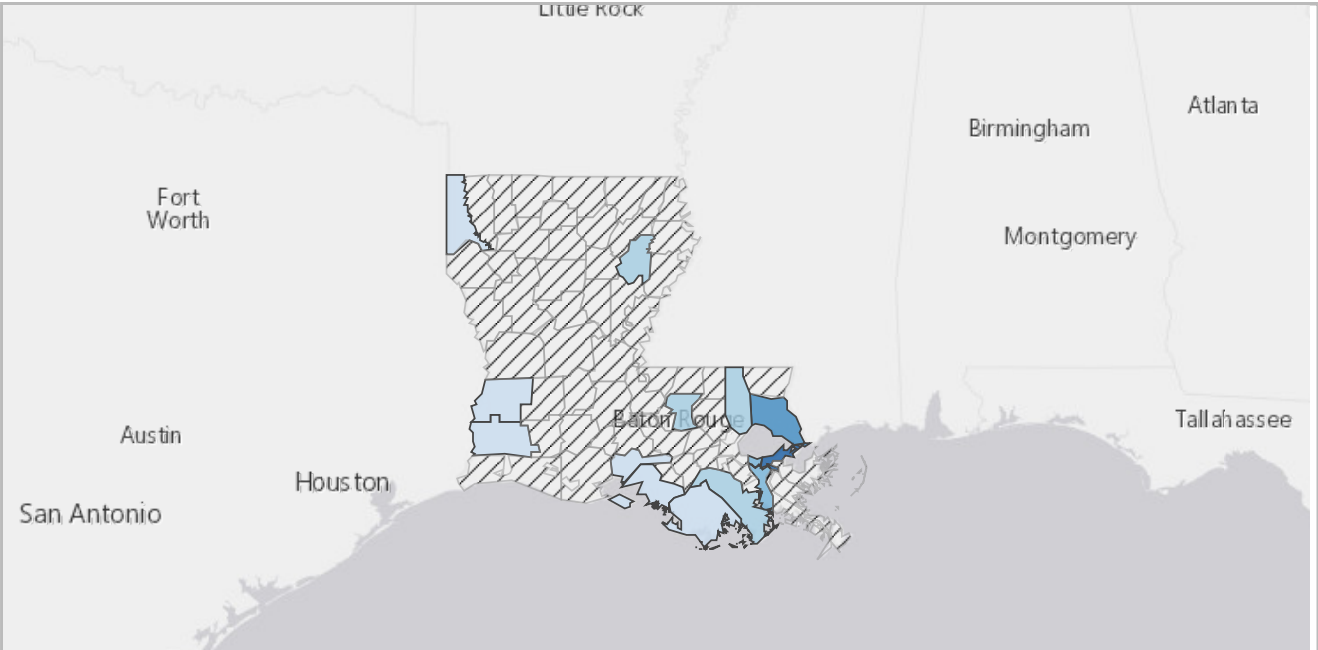 Little Rock
Atlanta
Birmingham
Fort
Worth
Montgomery
Baton Rouge
Tallahassee
Austin
Houston
San Antonio